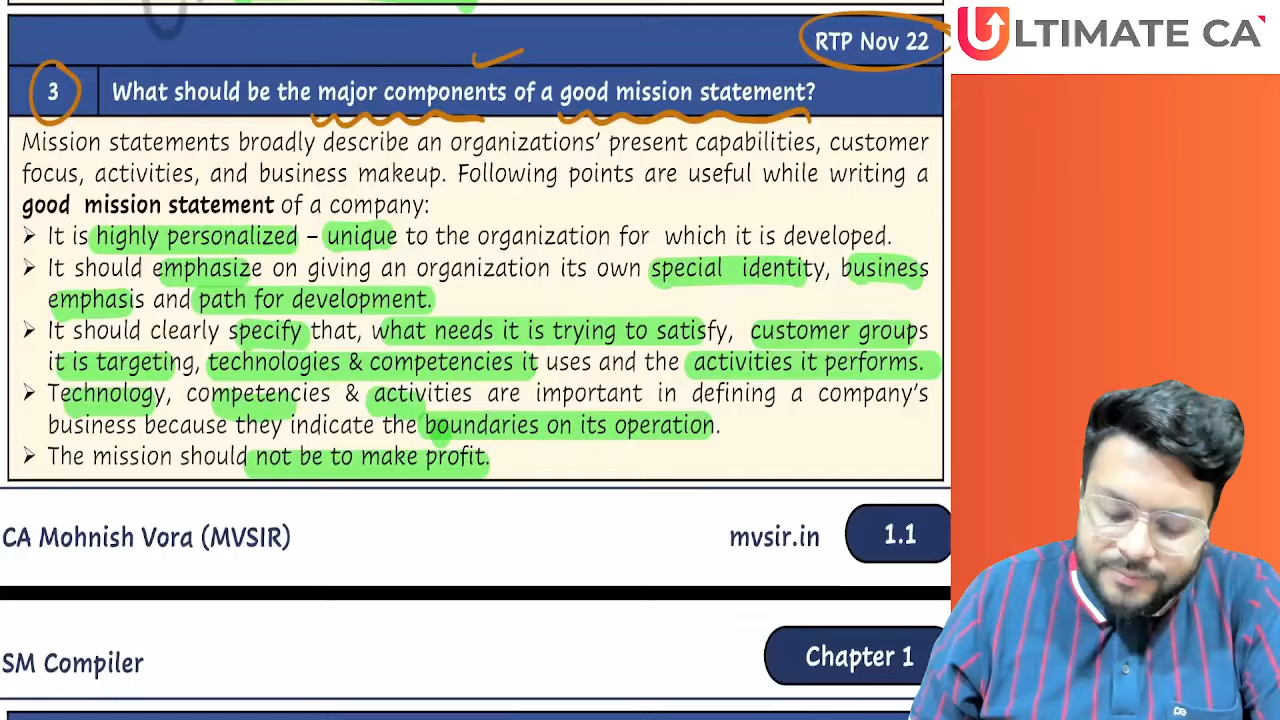 RTP Nov 22
ULTIMATE CA
3 What should be the major components of a good mission statement?
Mission statements broadly describe an organizations’ present capabilities, customer
focus, activities, and business makeup. Following points are useful while writing a
good mission statement of a company:
➢ It is highly personalized – unique to the organization for which it is developed.
➢ It should emphasize on giving an organization its own special identity, business
emphasis and path for development.
➢ It should clearly specify that, what needs it is trying to satisfy, customer groups
it is targeting, technologies & competencies it uses and the activities it performs.
➢ Technology, competencies & activities are important in defining a company’s
business because they indicate the boundaries on its operation.
➢ The mission should not be to make profit.
CA Mohnish Vora (MVSIR)
mvsir.in
1.1
SM Compiler
Chapter 1